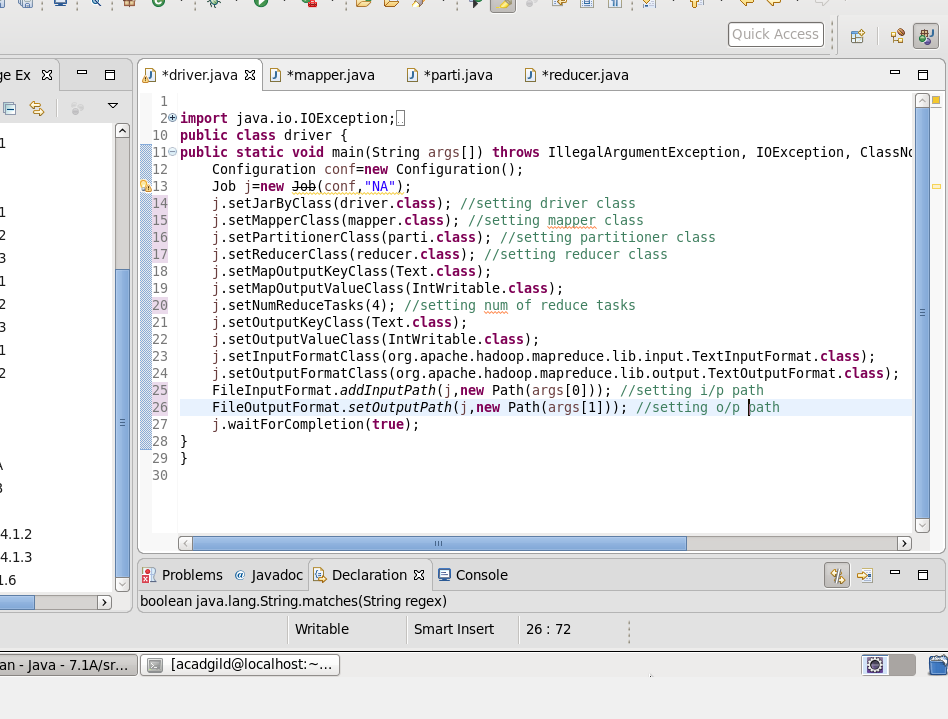 Quick Access
ge Ex
*driver.java
*mapper.java
*parti.java
*reducer.java
1
2 import java.io.IOException;
10 public class driver {
11 public static void main(String args[]) throws IllegalArgumentException, IOException, ClassNo
12 Configuration conf=new Configuration();
13 Job j=new Job(conf,"NA");
14 j.setJarByClass(driver.class); //setting driver class
15 j.setMapperClass(mapper.class); //setting mapper class
16 j.setPartitionerClass(parti.class); //setting partitioner class
17 j.setReducerClass(reducer.class); //setting reducer class
18 j.setMapOutputKeyClass(Text.class);
19 j.setMapOutputValueClass(IntWritable.class);
20 j.setNumReduceTasks(4); //setting num of reduce tasks
21 j.setOutputKeyClass(Text.class);
22 j.setOutputValueClass(IntWritable.class);
23 j.setInputFormatClass(org.apache.hadoop.mapreduce.lib.input.TextInputFormat.class);
24 j.setOutputFormatClass(org.apache.hadoop.mapreduce.lib.output.TextOutputFormat.class);
25 FileInputFormat.addInputPath(j,new Path(args[0])); //setting i/p path
26 FileOutputFormat.setOutputPath(j,new Path(args[1])); //setting o/p path
27 j.waitForCompletion(true);
28 }
29 }
30
1
1
2
3
1
2
3
1
2
4.1.2
4.1.3
1.6
Problems
@ Javadoc
Declaration
Console
boolean java.lang.String.matches(String regex)
Writable
Smart Insert
26 : 72
an - Java - 7.1A/sr...
[acadgild@localhost:~...